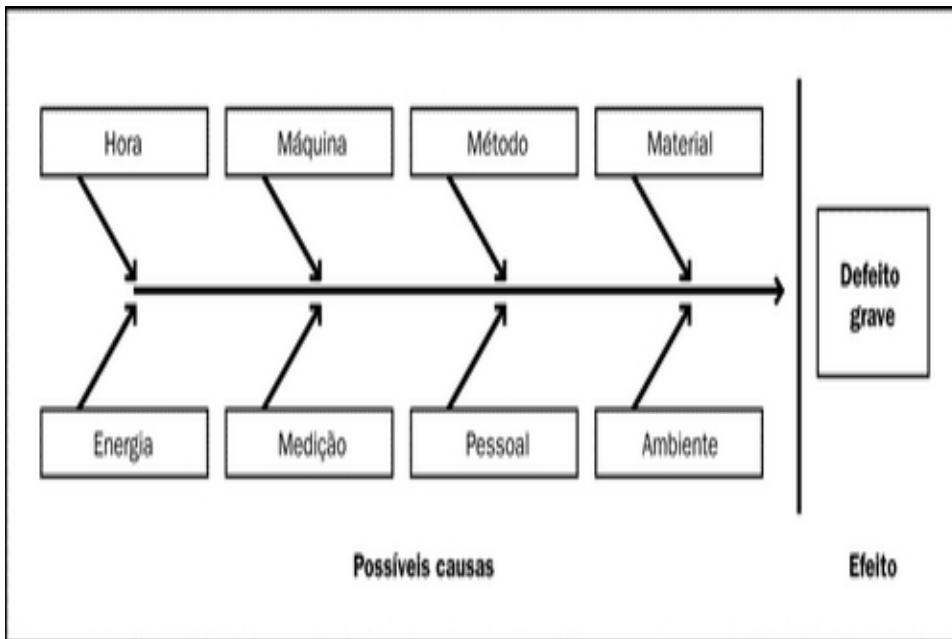 Hora
Máquina
Método
Material
Defeito
grave
Energia
Medição
Pessoal
Ambiente
Possíveis causas
Efeito